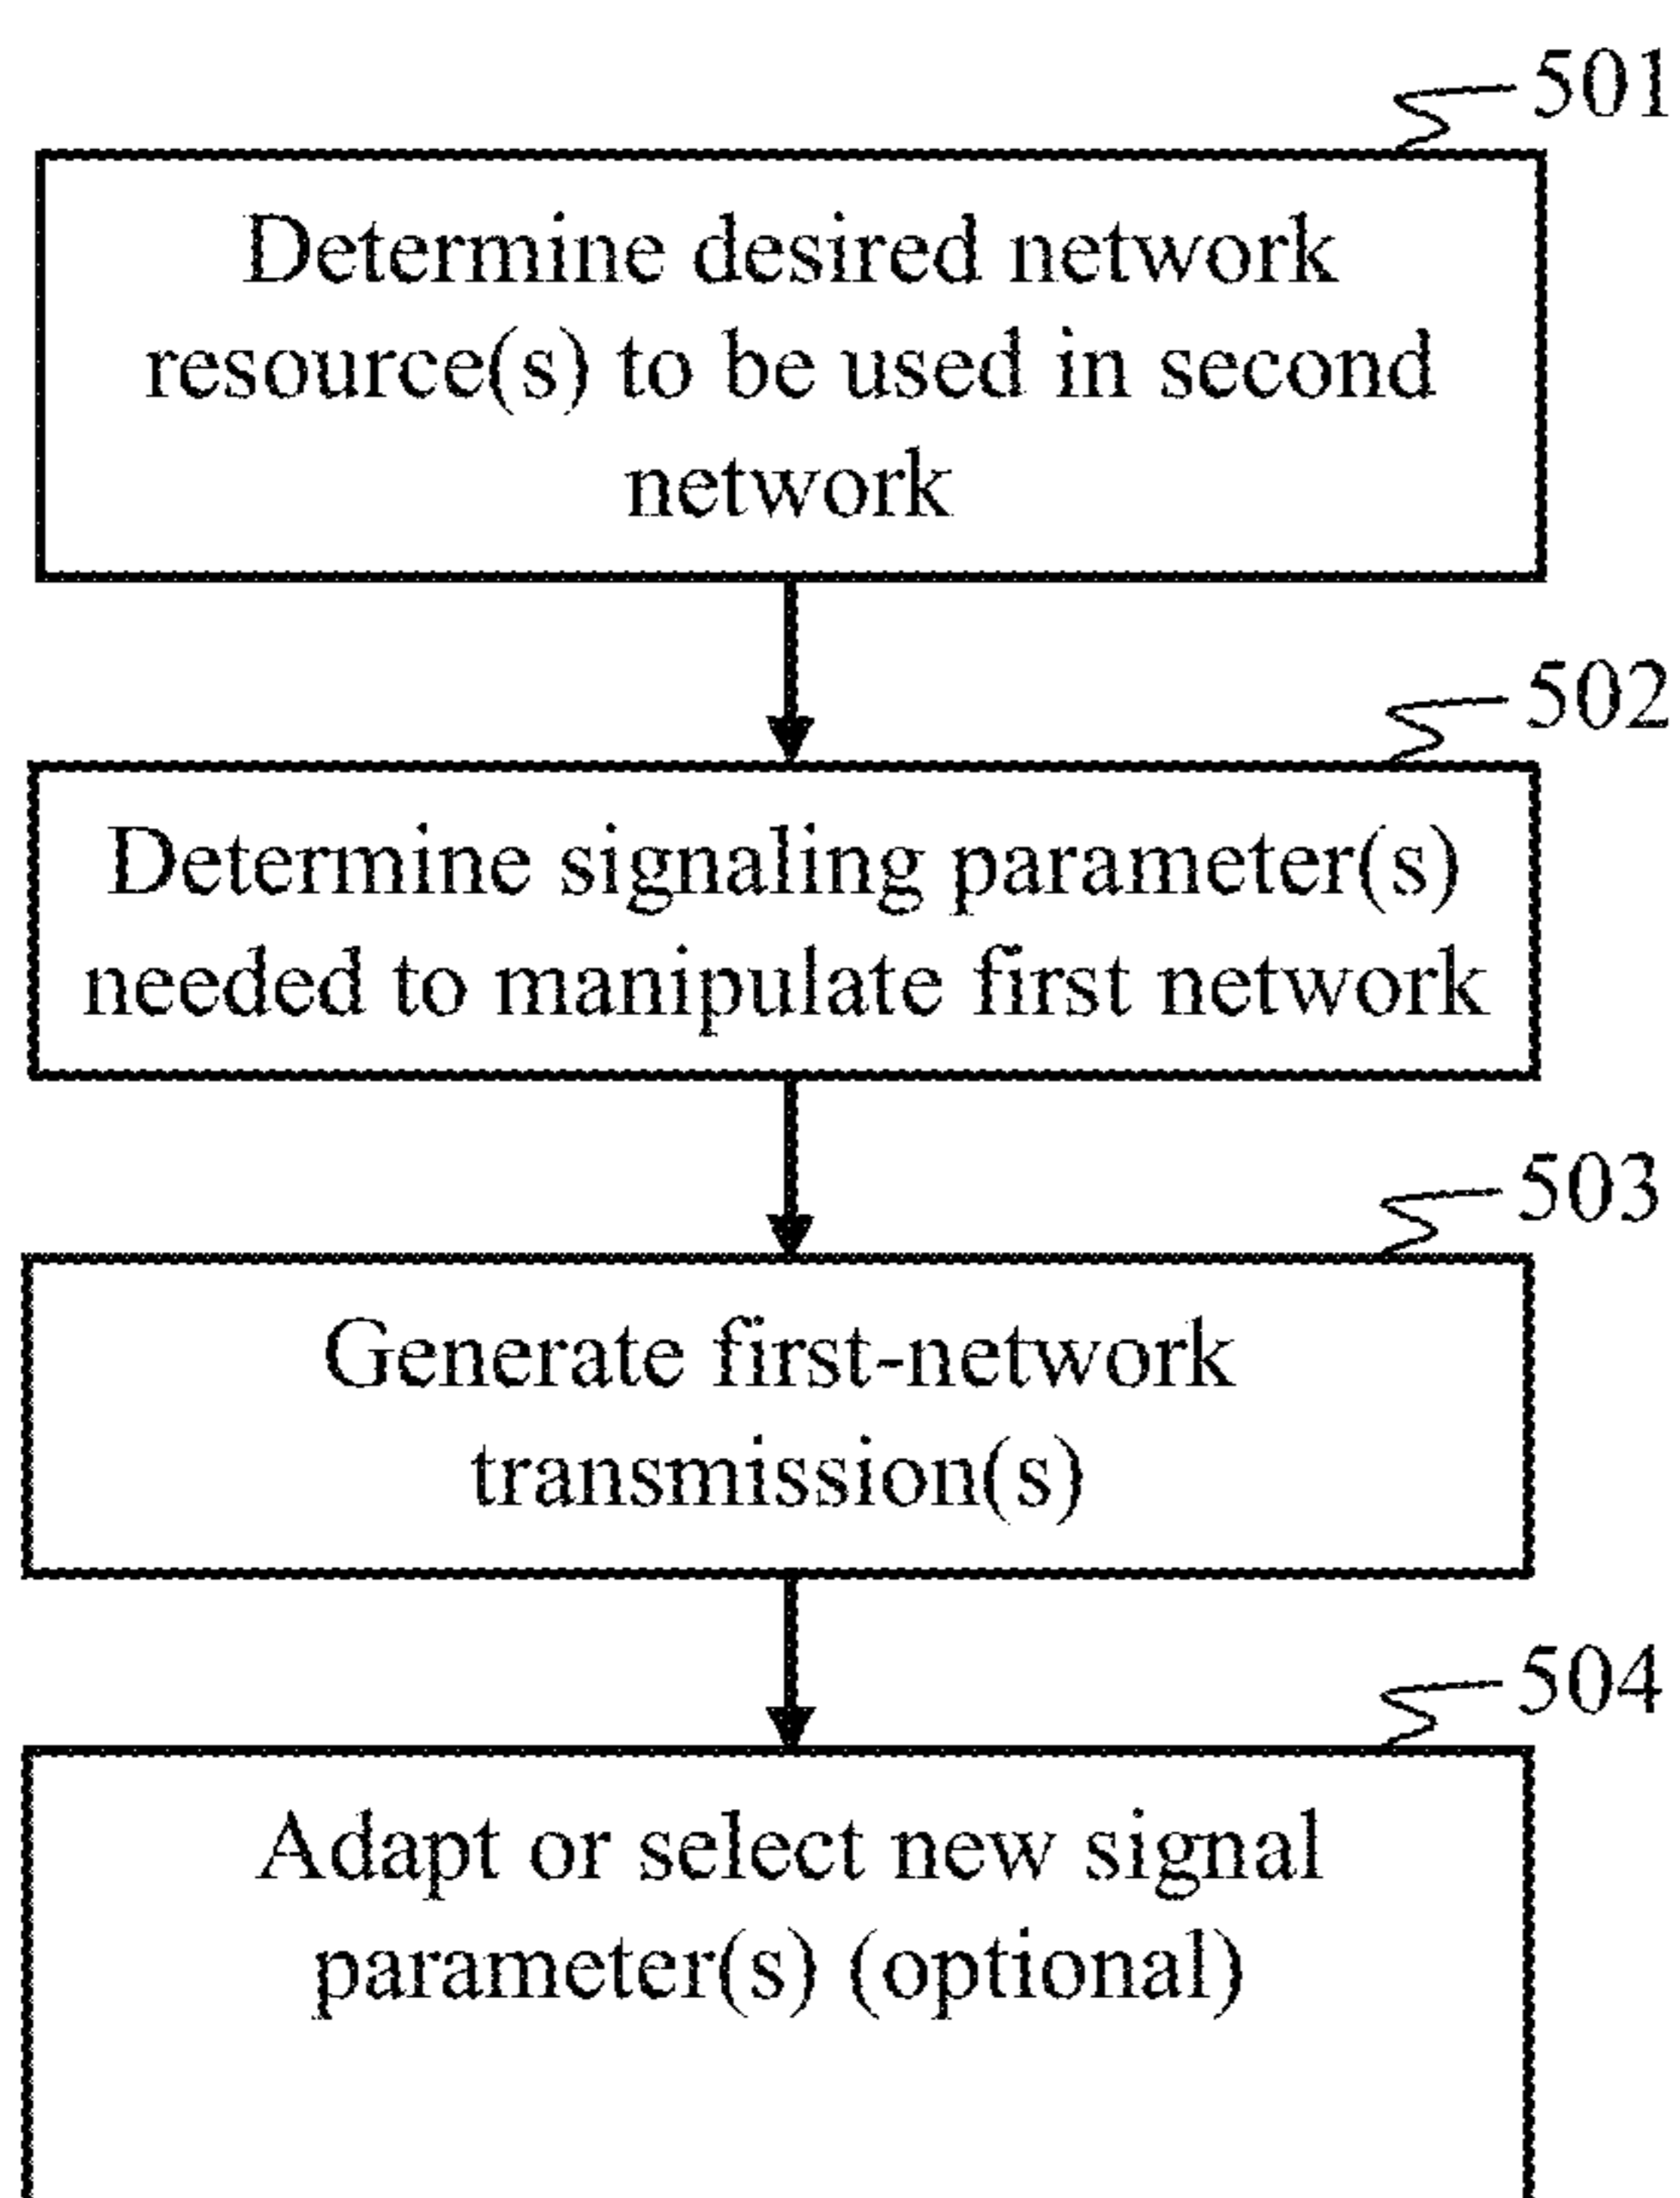 501
Determine desired network
resource(s) to be used in second
network
502
Determine signaling parameter(s)
needed to manipulate first network
503
Generate first-network
transmission(s)
504
Adapt or select new signal
parameter(s) (optional)